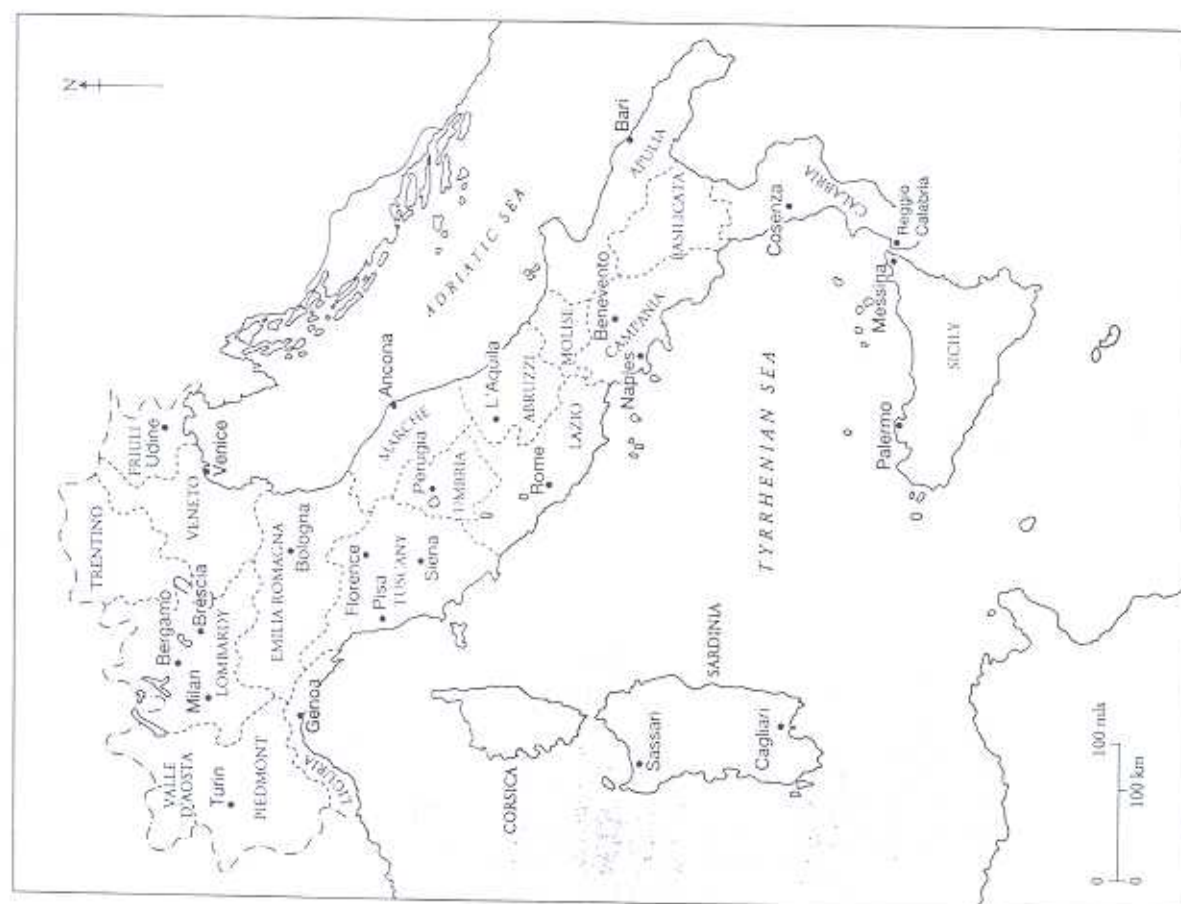 N
TRENTINO
FRIULI
Udine
VALLE
D'AOSTA
Bergamo
Milan
Brescia
LOMBARDY
VENETO
Venice
Turin
PIEDMONT
EMILIA ROMAGNA
Bologna
Genoa
LIGURIA
Florence
Pisa
TUSCANY
Siena
MARCHE
Ancona
Perugia
UMBRIA
ADRIATIC SEA
L'Aquila
ABRUZZI
Rome
LAZIO
MOLISE
CORSICA
Benevento
CAMPANIA
Naples
Bari
APULIA
BASILICATA
SARDINIA
Sassari
Cagliari
TYRRHENIAN SEA
Cosenza
CALABRIA
Reggio
Calabria
Messina
Palermo
SICILY
0 100 mls
0 100 km